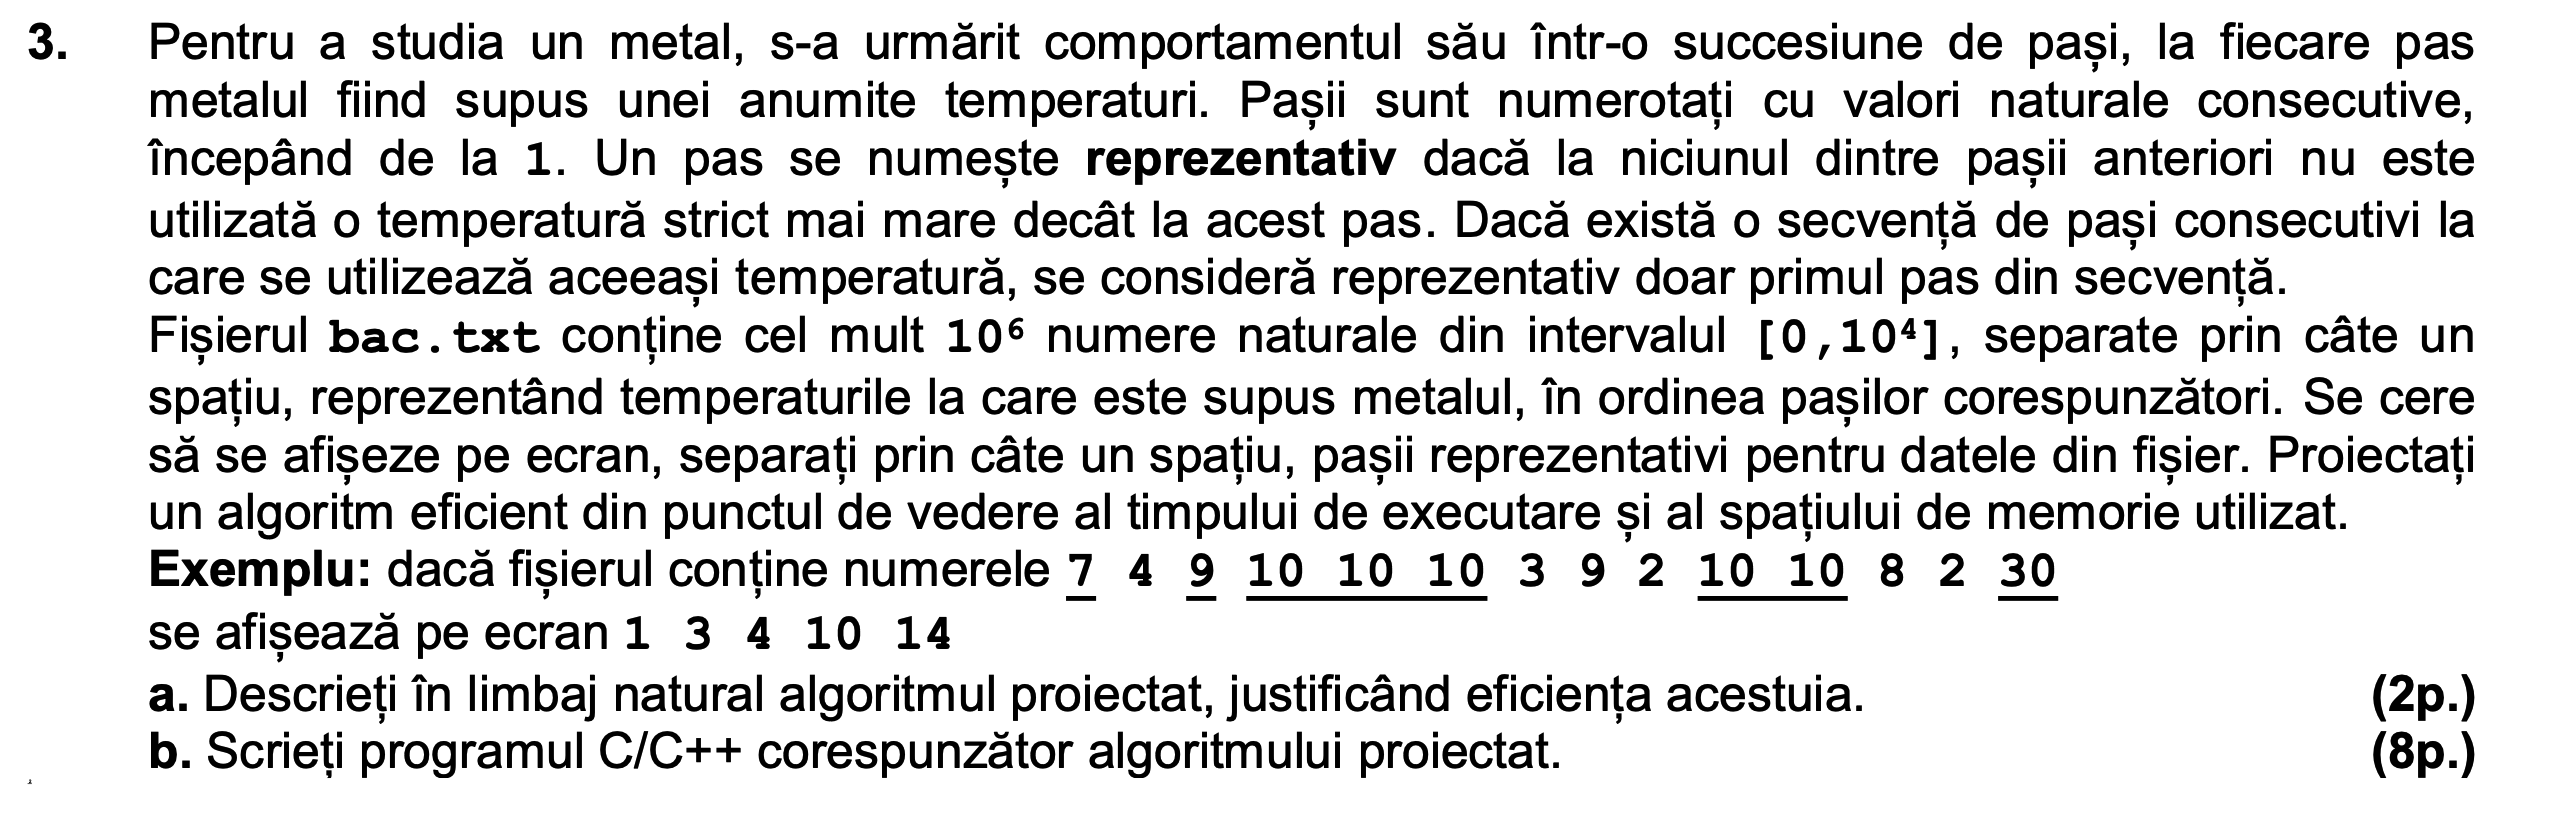 3. Pentru a studia un metal, s-a urmărit comportamentul său într-o succesiune de pași, la fiecare pas
metalul fiind supus unei anumite temperaturi. Pașii sunt numerotați cu valori naturale consecutive,
începând de la 1. Un pas se numește reprezentativ dacă la niciunul dintre pașii anteriori nu este
utilizată o temperatură strict mai mare decât la acest pas. Dacă există o secvență de pași consecutivi la
care se utilizează aceeași temperatură, se consideră reprezentativ doar primul pas din secvență.
Fișierul bac.txt conține cel mult 10⁶ numere naturale din intervalul [0,10⁴], separate prin câte un
spațiu, reprezentând temperaturile la care este supus metalul, în ordinea pașilor corespunzători. Se cere
să se afișeze pe ecran, separați prin câte un spațiu, pașii reprezentativi pentru datele din fișier. Proiectați
un algoritm eficient din punctul de vedere al timpului de executare și al spațiului de memorie utilizat.
Exemplu: dacă fișierul conține numerele 7 4 9 10 10 10 3 9 2 10 10 8 2 30
se afișează pe ecran 1 3 4 10 14
a. Descrieți în limbaj natural algoritmul proiectat, justificând eficiența acestuia. (2p.)
b. Scrieți programul C/C++ corespunzător algoritmului proiectat. (8p.)